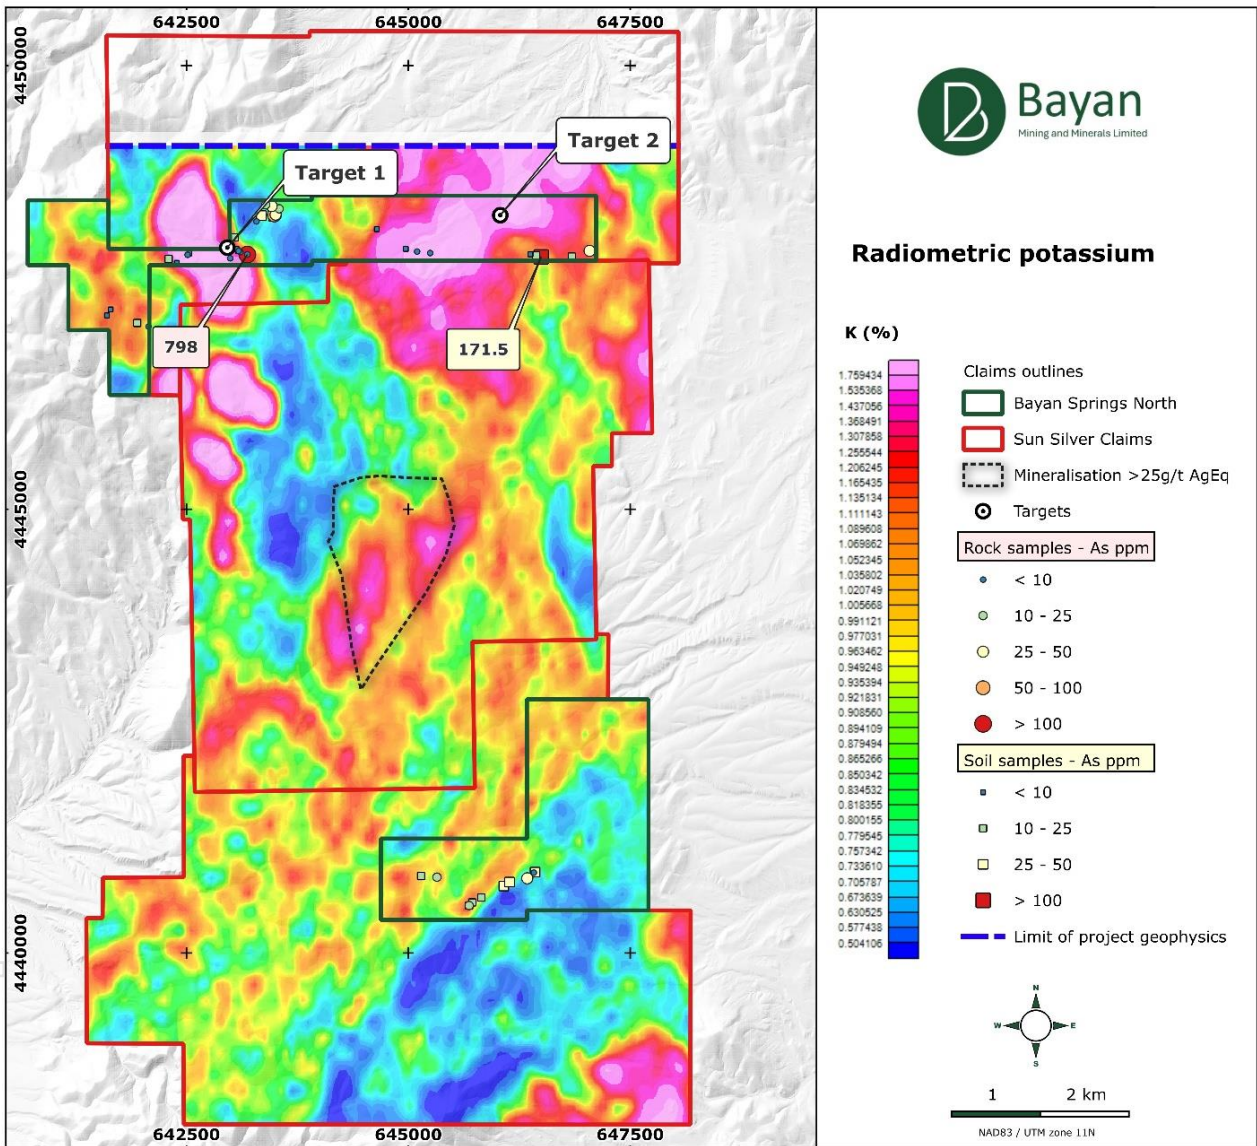 642500
645000
647500
4450000
4445000
4440000
Target 1
Target 2
798
171.5
642500
645000
647500
Bayan
Mining and Minerals Limited
Radiometric potassium
K (%)
1.759434
1.535368
1.437056
1.368491
1.307858
1.255544
1.206245
1.165435
1.135134
1.111143
1.089608
1.069862
1.052345
1.035802
1.020749
1.005668
0.991121
0.977031
0.963462
0.949248
0.935394
0.921831
0.908560
0.894109
0.879494
0.865266
0.850342
0.834532
0.818355
0.800155
0.779545
0.757342
0.733610
0.705787
0.673639
0.630525
0.577438
0.504106
Claims outlines
Bayan Springs North
Sun Silver Claims
Mineralisation >25g/t AgEq
Targets
Rock samples - As ppm
< 10
10 - 25
25 - 50
50 - 100
> 100
Soil samples - As ppm
< 10
10 - 25
25 - 50
> 100
Limit of project geophysics
N
W
E
S
1
2 km
NAD83 / UTM zone 11N